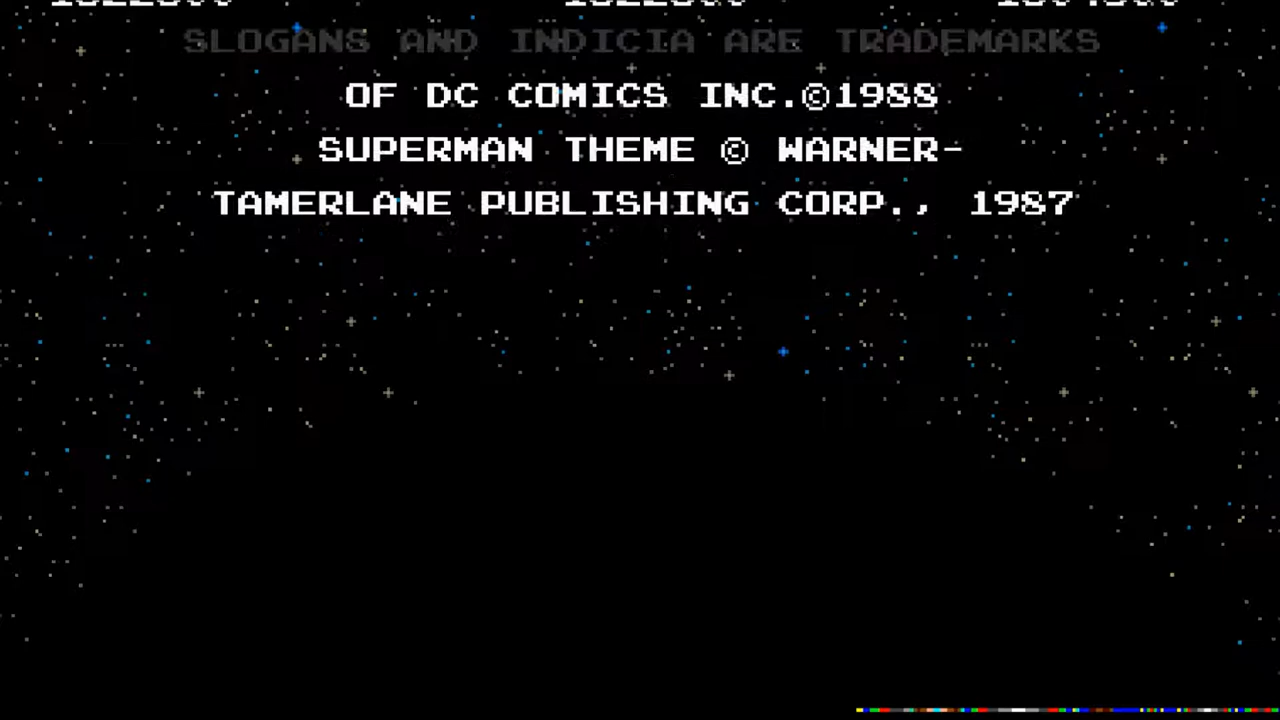 SLOGANS AND INDICIA ARE TRADEMARKS
OF DC COMICS INC.©1988
SUPERMAN THEME © WARNER-
TAMERLANE PUBLISHING CORP., 1987